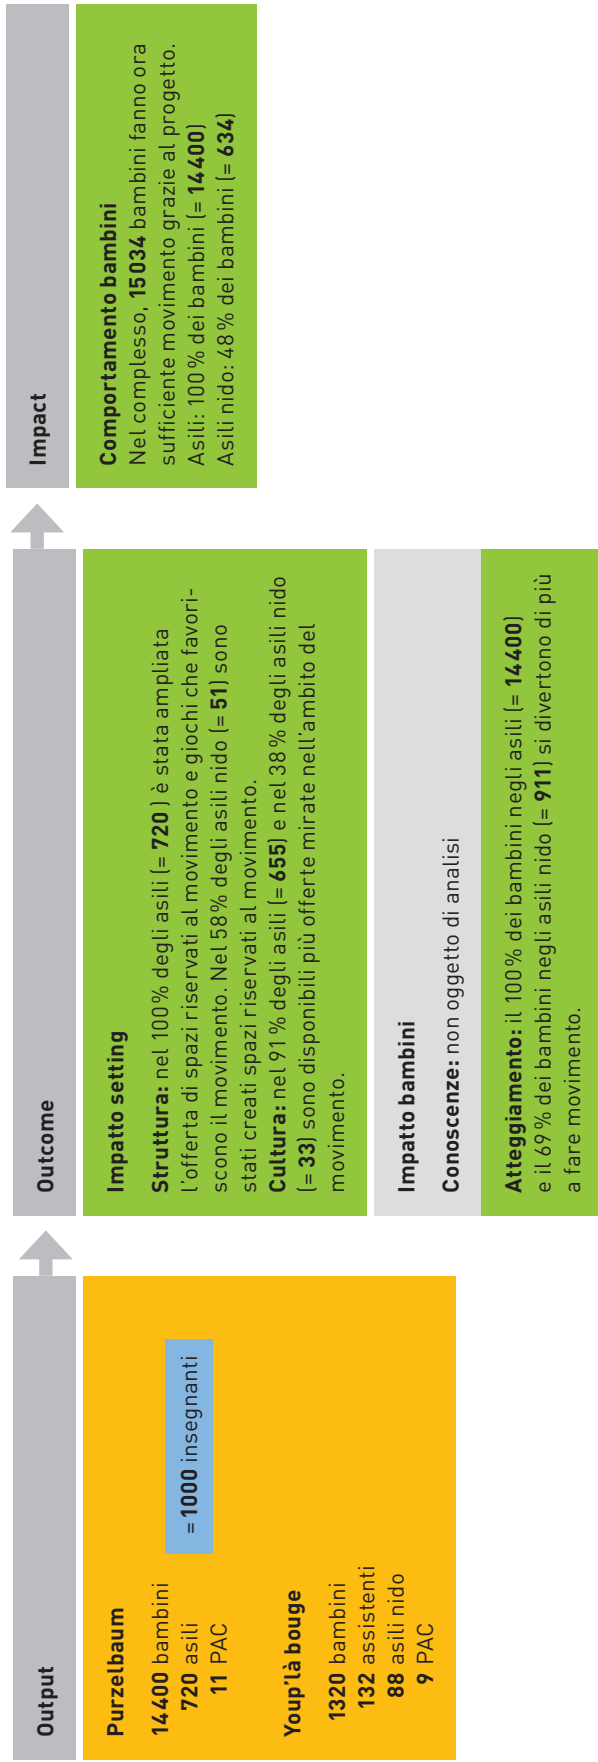 Output
Purzelbaum
14400 bambini
720 asili
11 PAC
= 1000 insegnanti
Youp'là bouge
1320 bambini
132 assistenti
88 asili nido
9 PAC
Outcome
Impatto setting
Struttura: nel 100% degli asili (= 720 ) è stata ampliata
l'offerta di spazi riservati al movimento e giochi che favori-
scono il movimento. Nel 58% degli asili nido (= 51) sono
stati creati spazi riservati al movimento.
Cultura: nel 91% degli asili (= 655) e nel 38% degli asili nido
(= 33) sono disponibili più offerte mirate nell'ambito del
movimento.
Impatto bambini
Conoscenze: non oggetto di analisi
Atteggiamento: il 100% dei bambini negli asili (= 14400)
e il 69% dei bambini negli asili nido (= 911) si divertono di più
a fare movimento.
Impact
Comportamento bambini
Nel complesso, 15034 bambini fanno ora
sufficiente movimento grazie al progetto.
Asili: 100% dei bambini (= 14400)
Asili nido: 48% dei bambini (= 634)